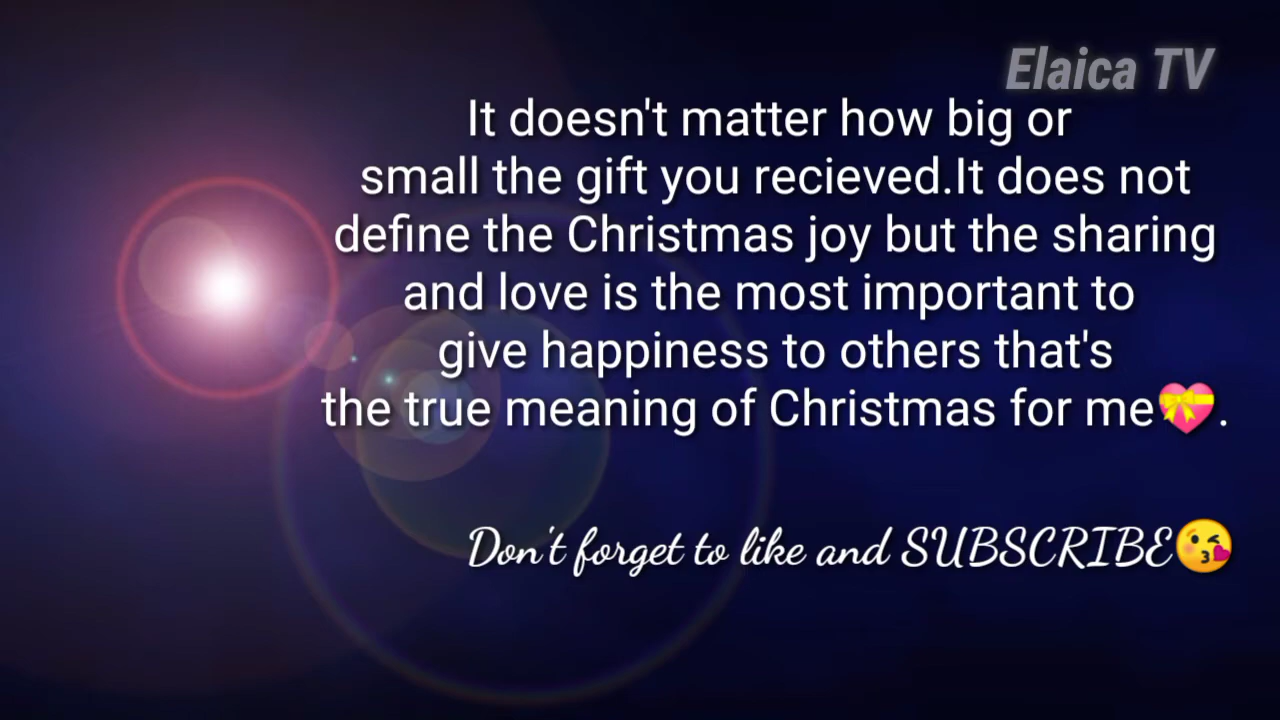 Elaica TV
It doesn't matter how big or
small the gift you recieved.It does not
define the Christmas joy but the sharing
and love is the most important to
give happiness to others that's
the true meaning of Christmas for me💝.
Don't forget to like and SUBSCRIBE😘